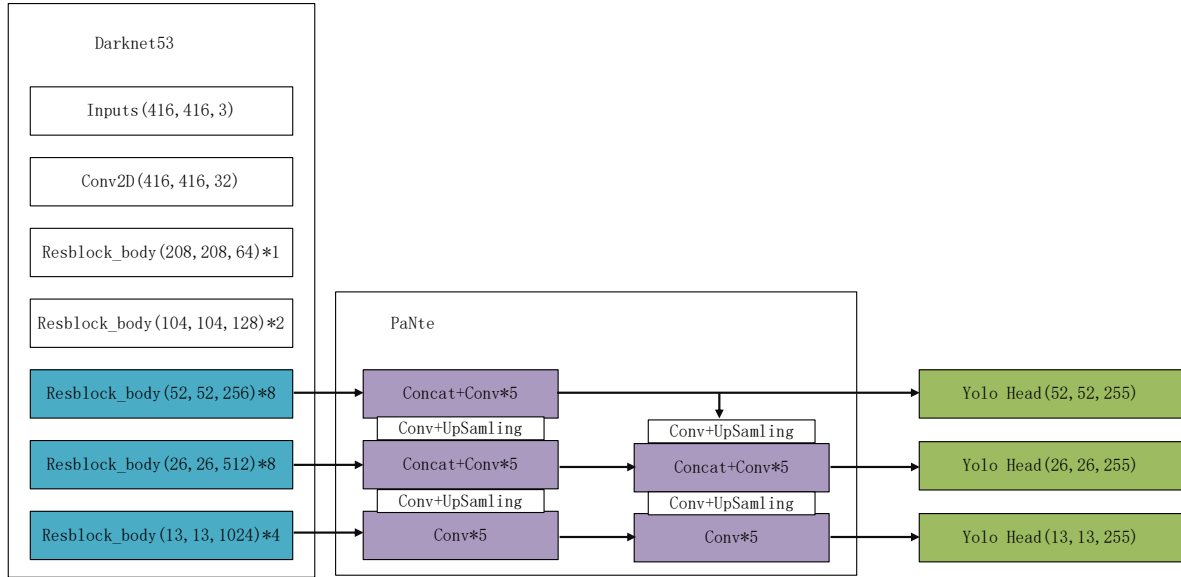 Darknet53
Inputs(416,416,3)
Conv2D(416,416,32)
Resblock_body(208,208,64)*1
Resblock_body(104,104,128)*2
PaNte
Resblock_body(52,52,256)*8
Concat+Conv*5
Yolo Head(52,52,255)
Conv+UpSamling
Conv+UpSamling
Resblock_body(26,26,512)*8
Concat+Conv*5
Concat+Conv*5
Yolo Head(26,26,255)
Conv+UpSamling
Conv+UpSamling
Resblock_body(13,13,1024)*4
Conv*5
Conv*5
Yolo Head(13,13,255)